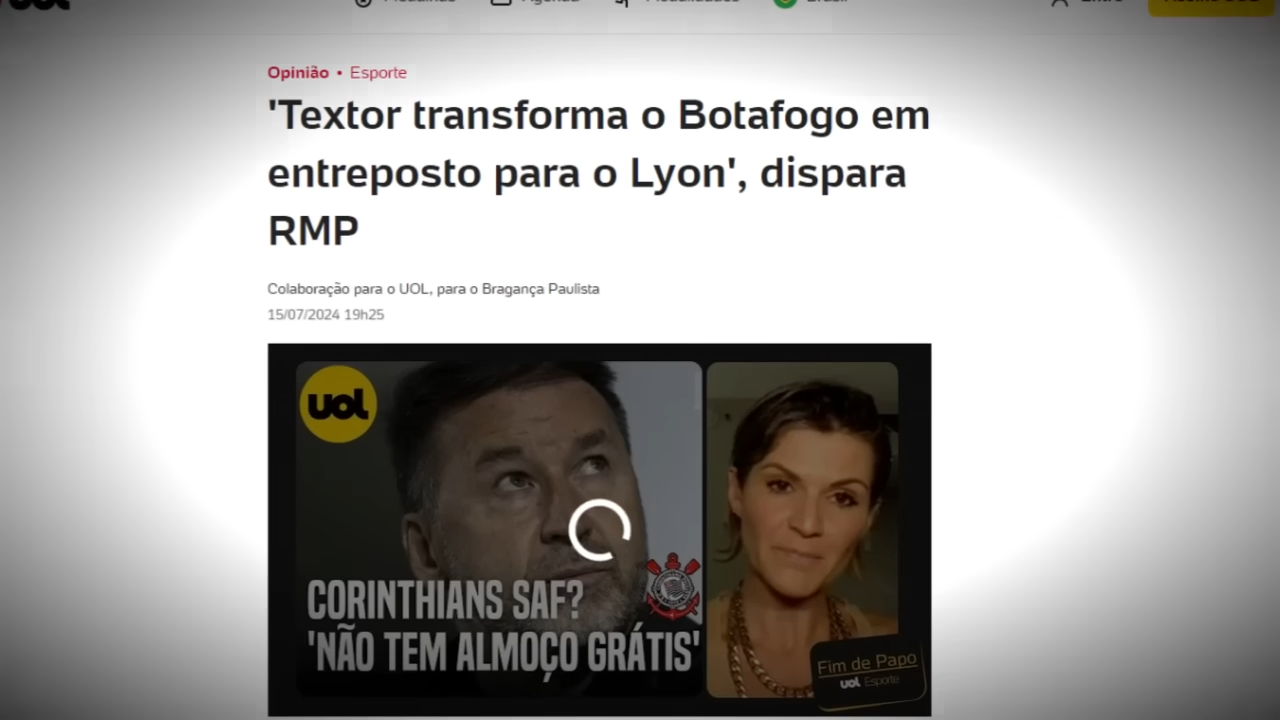 Opinião • Esporte
'Textor transforma o Botafogo em
entreposto para o Lyon', dispara
RMP
Colaboração para o UOL, para o Bragança Paulista
15/07/2024 19h25
uol
CORINTHIANS SAF?
'NÃO TEM ALMOÇO GRÁTIS'
Fim de Papo
uol Esporte